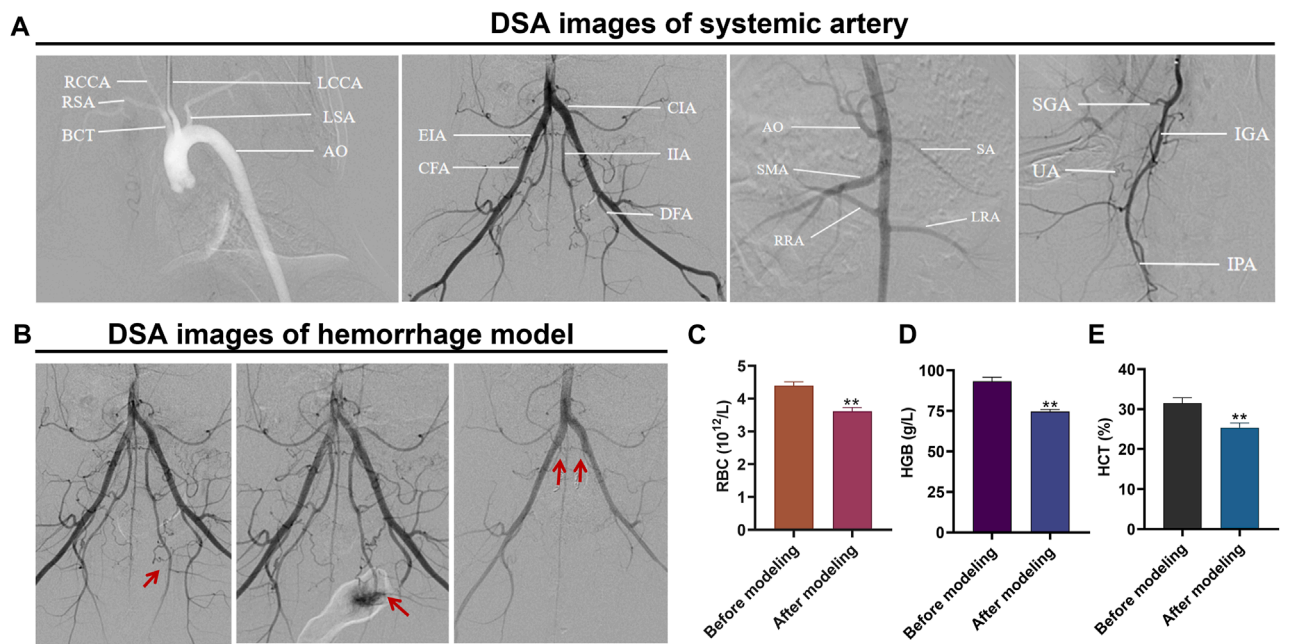 A
DSA images of systemic artery
RCCA
RSA
BCT
LCCA
LSA
AO
EIA
CFA
CIA
IIA
DFA
AO
SMA
RRA
SA
LRA
SGA
UA
IGA
IPA
B
DSA images of hemorrhage model
C
RBC (10¹²/L)
5
4
3
2
1
0
**
Before modeling
After modeling
D
HGB (g/L)
100
75
50
25
0
**
Before modeling
After modeling
E
HCT (%)
40
30
20
10
0
**
Before modeling
After modeling